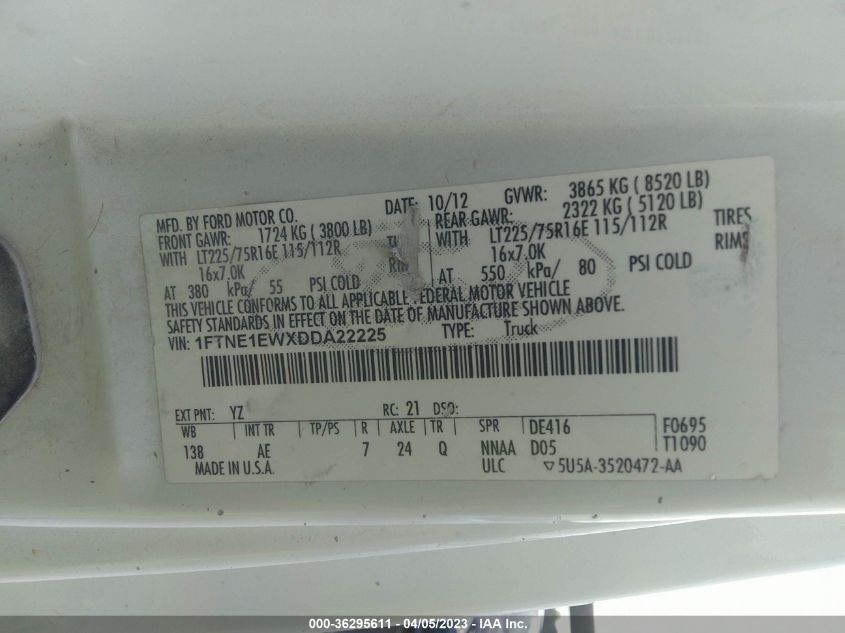 MFD. BY FORD MOTOR CO. DATE: 10/12 GVWR: 3865 KG ( 8520 LB)
FRONT GAWR: 1724 KG ( 3800 LB) REAR GAWR: 2322 KG ( 5120 LB)
WITH LT225/75R16E 115/112R WITH LT225/75R16E 115/112R TIRES
16x7.0K 16x7.0K RIMS
AT 380 kPa/ 55 PSI COLD AT 550 kPa/ 80 PSI COLD
THIS VEHICLE CONFORMS TO ALL APPLICABLE FEDERAL MOTOR VEHICLE
SAFETY STANDARDS IN EFFECT ON THE DATE OF MANUFACTURE SHOWN ABOVE.
VIN: 1FTNE1EWXDDA22225 TYPE: Truck
EXT PNT: YZ RC: 21 DSO:
WB INT TR TP/PS R AXLE TR SPR DE416 F0695
138 AE 7 24 Q NNAA D05 T1090
MADE IN U.S.A. ULC ▽5U5A-3520472-AA
000-36295611 - 04/05/2023 - IAA Inc.